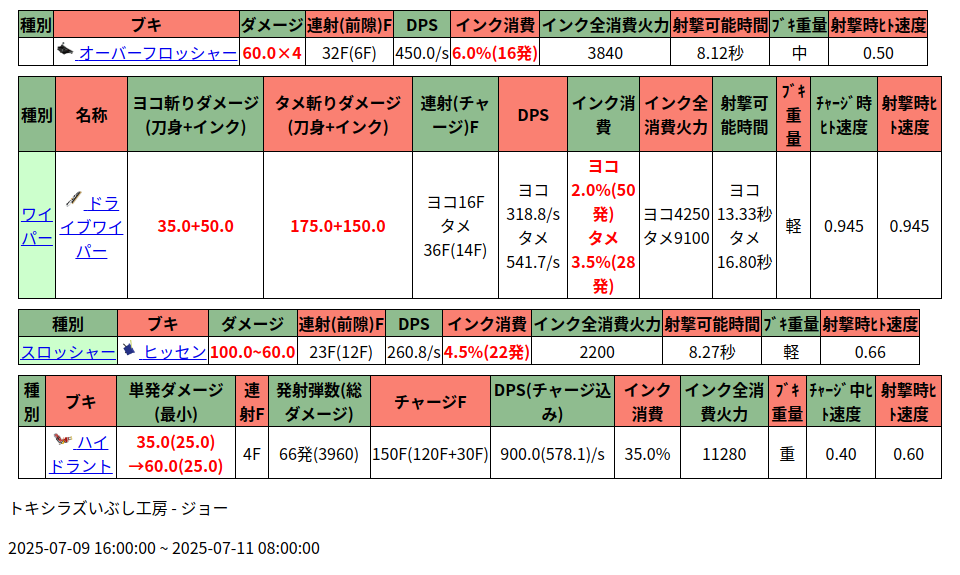 種別 ブキ ダメージ 連射(前隙)F DPS インク消費 インク全消費火力 射撃可能時間 ﾌﾞｷ重量 射撃時ﾋﾄ速度
オーバーフロッシャー 60.0×4 32F(6F) 450.0/s 6.0%(16発) 3840 8.12秒 中 0.50
種別 名称 ヨコ斬りダメージ(刀身+インク) タメ斬りダメージ(刀身+インク) 連射(チャージ)F DPS インク消費 インク全消費火力 射撃可能時間 ﾌﾞｷ重量 ﾁｬｰｼﾞ時ﾋﾄ速度 射撃時ﾋﾄ速度
ワイパー ドライブワイパー 35.0+50.0 175.0+150.0 ヨコ16F タメ36F(14F) ヨコ318.8/s タメ541.7/s ヨコ2.0%(50発) タメ3.5%(28発) ヨコ4250 タメ9100 ヨコ13.33秒 タメ16.80秒 軽 0.945 0.945
種別 ブキ ダメージ 連射(前隙)F DPS インク消費 インク全消費火力 射撃可能時間 ﾌﾞｷ重量 射撃時ﾋﾄ速度
スロッシャー ヒッセン 100.0~60.0 23F(12F) 260.8/s 4.5%(22発) 2200 8.27秒 軽 0.66
種別 ブキ 単発ダメージ(最小) 連射F 発射弾数(総ダメージ) チャージF DPS(チャージ込み) インク消費 インク全消費火力 ﾌﾞｷ重量 ﾁｬｰｼﾞ中ﾋﾄ速度 射撃時ﾋﾄ速度
ハイドラント 35.0(25.0)→60.0(25.0) 4F 66発(3960) 150F(120F+30F) 900.0(578.1)/s 35.0% 11280 重 0.40 0.60
トキシラズいぶし工房 - ジョー
2025-07-09 16:00:00 ~ 2025-07-11 08:00:00